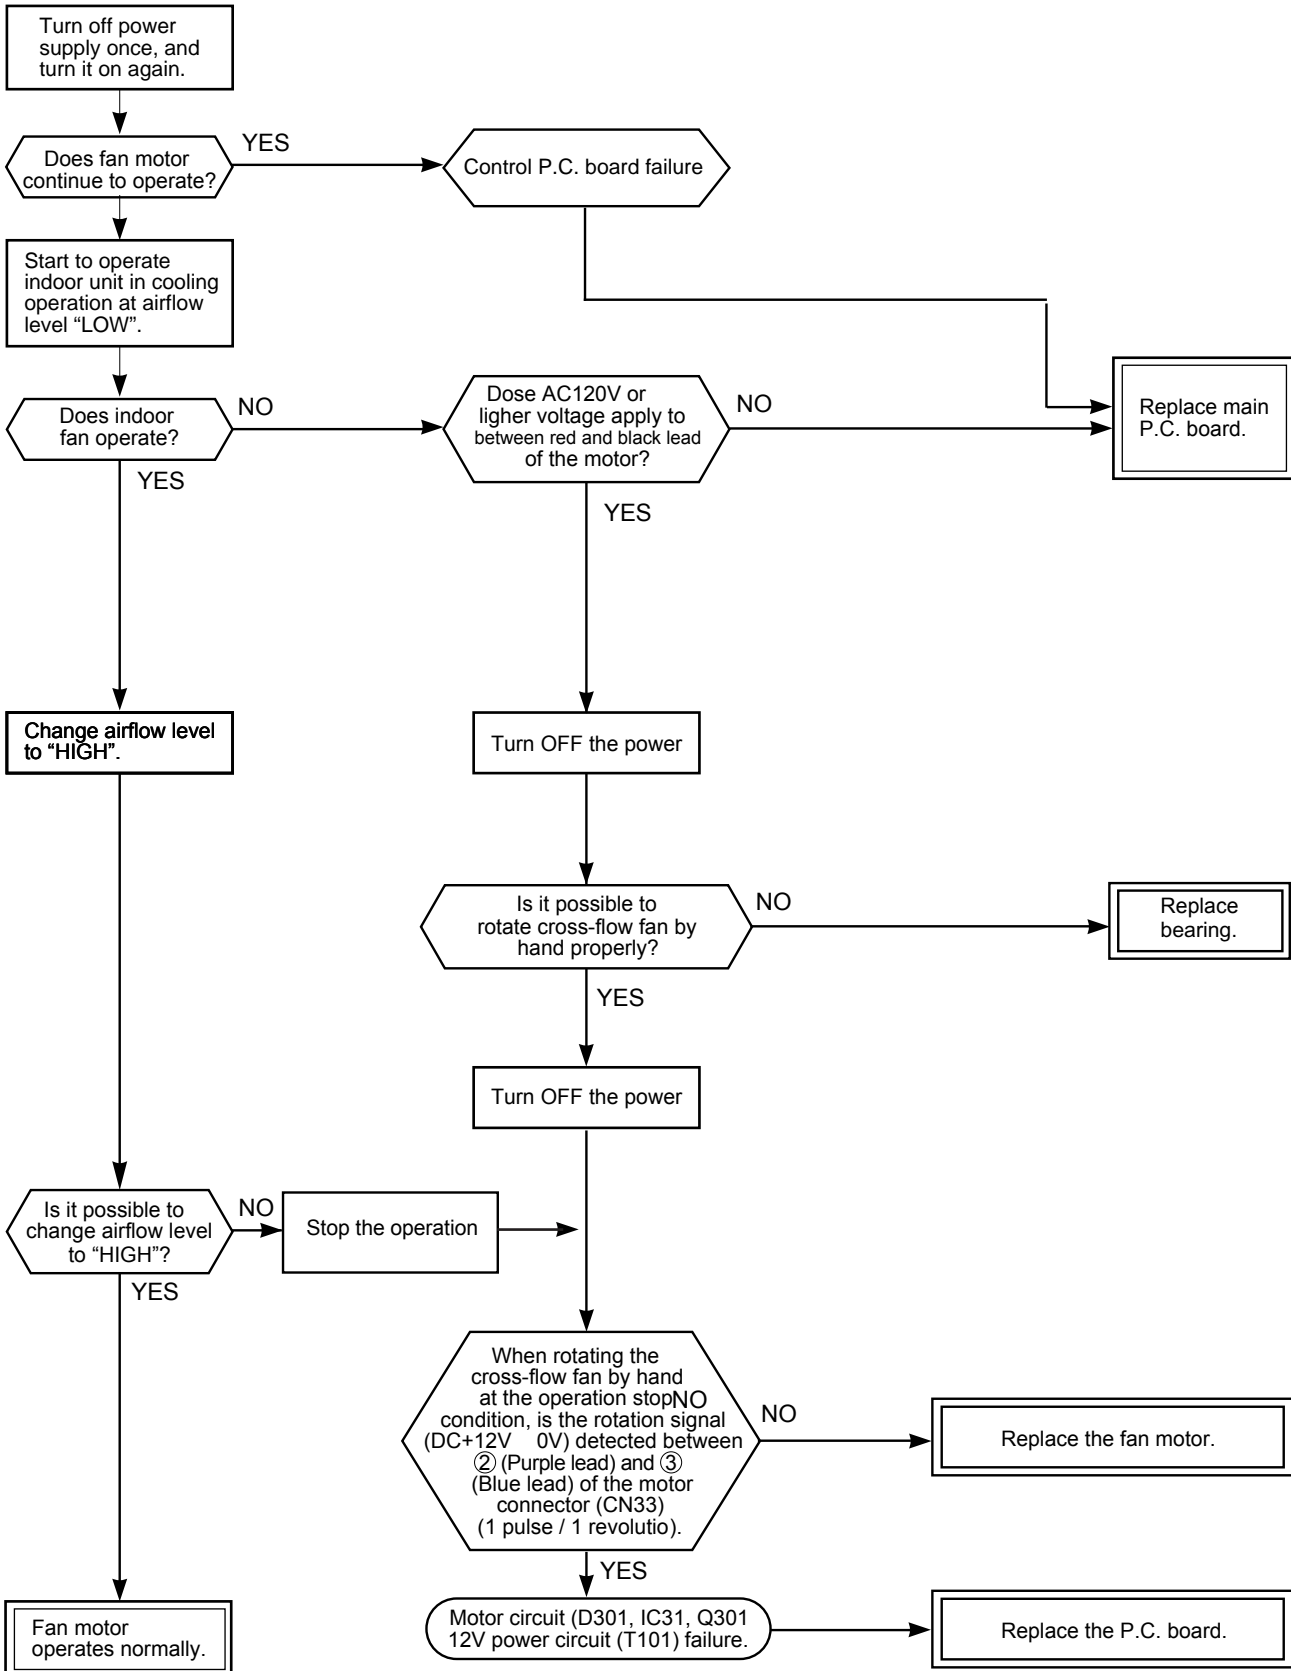 Turn off power
supply once, and
turn it on again.
Does fan motor
continue to operate?
YES
Control P.C. board failure
Start to operate
indoor unit in cooling
operation at airflow
level “LOW”.
Does indoor
fan operate?
NO
YES
Dose AC120V or
ligher voltage apply to
between red and black lead
of the motor?
NO
YES
Replace main
P.C. board.
Change airflow level
to “HIGH”.
Turn OFF the power
Is it possible to
rotate cross-flow fan by
hand properly?
NO
YES
Replace
bearing.
Turn OFF the power
Is it possible to
change airflow level
to “HIGH”?
NO
YES
Stop the operation
When rotating the
cross-flow fan by hand
at the operation stopNO
condition, is the rotation signal
(DC+12V 0V) detected between
② (Purple lead) and ③
(Blue lead) of the motor
connector (CN33)
(1 pulse / 1 revolutio).
NO
YES
Replace the fan motor.
Fan motor
operates normally.
Motor circuit (D301, IC31, Q301
12V power circuit (T101) failure.
Replace the P.C. board.